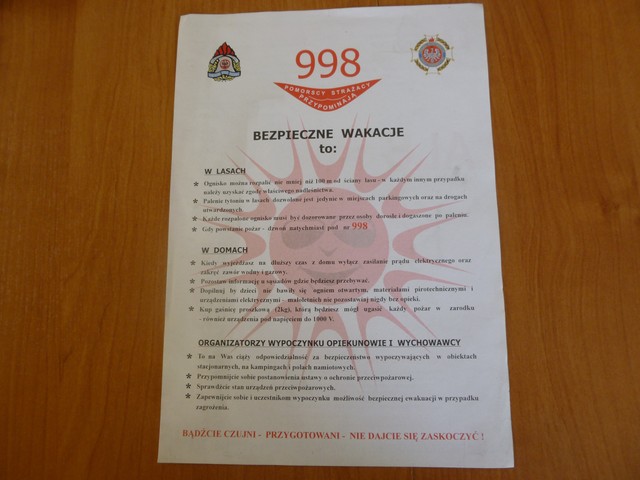 998
POMORSCY STRAŻACY
PRZYPOMINAJĄ
BEZPIECZNE WAKACJE
to:
W LASACH
* Ognisko można rozpalić nie mniej niż 100 m od ściany lasu - w każdym innym przypadku
należy uzyskać zgodę właściwego nadleśnictwa.
* Palenie tytoniu w lasach dozwolone jest jedynie w miejscach parkingowych oraz na drogach
utwardzonych.
* Każde rozpalone ognisko musi być dozorowane przez osoby dorosłe i dogaszone po paleniu.
* Gdy powstanie pożar - dzwoń natychmiast pod nr 998
W DOMACH
* Kiedy wyjeżdżasz na dłuższy czas z domu wyłącz zasilanie prądu elektrycznego oraz
zakręć zawór wodny i gazowy.
* Pozostaw informację u sąsiadów gdzie będziesz przebywać.
* Dopilnuj by dzieci nie bawiły się ogniem otwartym, materiałami pirotechnicznymi i
urządzeniami elektrycznymi - małoletnich nie pozostawiaj nigdy bez opieki.
* Kup gaśnicę proszkową (2kg), którą będziesz mógł ugasić każdy pożar w zarodku
- również urządzenia pod napięciem do 1000 V.
ORGANIZATORZY WYPOCZYNKU OPIEKUNOWIE I WYCHOWAWCY
* To na Was ciąży odpowiedzialność za bezpieczeństwo wypoczywających w obiektach
stacjonarnych, na kampingach i polach namiotowych.
* Przypomnijcie sobie postanowienia ustawy o ochronie przeciwpożarowej.
* Sprawdźcie stan urządzeń przeciwpożarowych.
* Zapewnijcie sobie i uczestnikom wypoczynku możliwość bezpiecznej ewakuacji w przypadku
zagrożenia.
BĄDŹCIE CZUJNI - PRZYGOTOWANI - NIE DAJCIE SIĘ ZASKOCZYĆ !